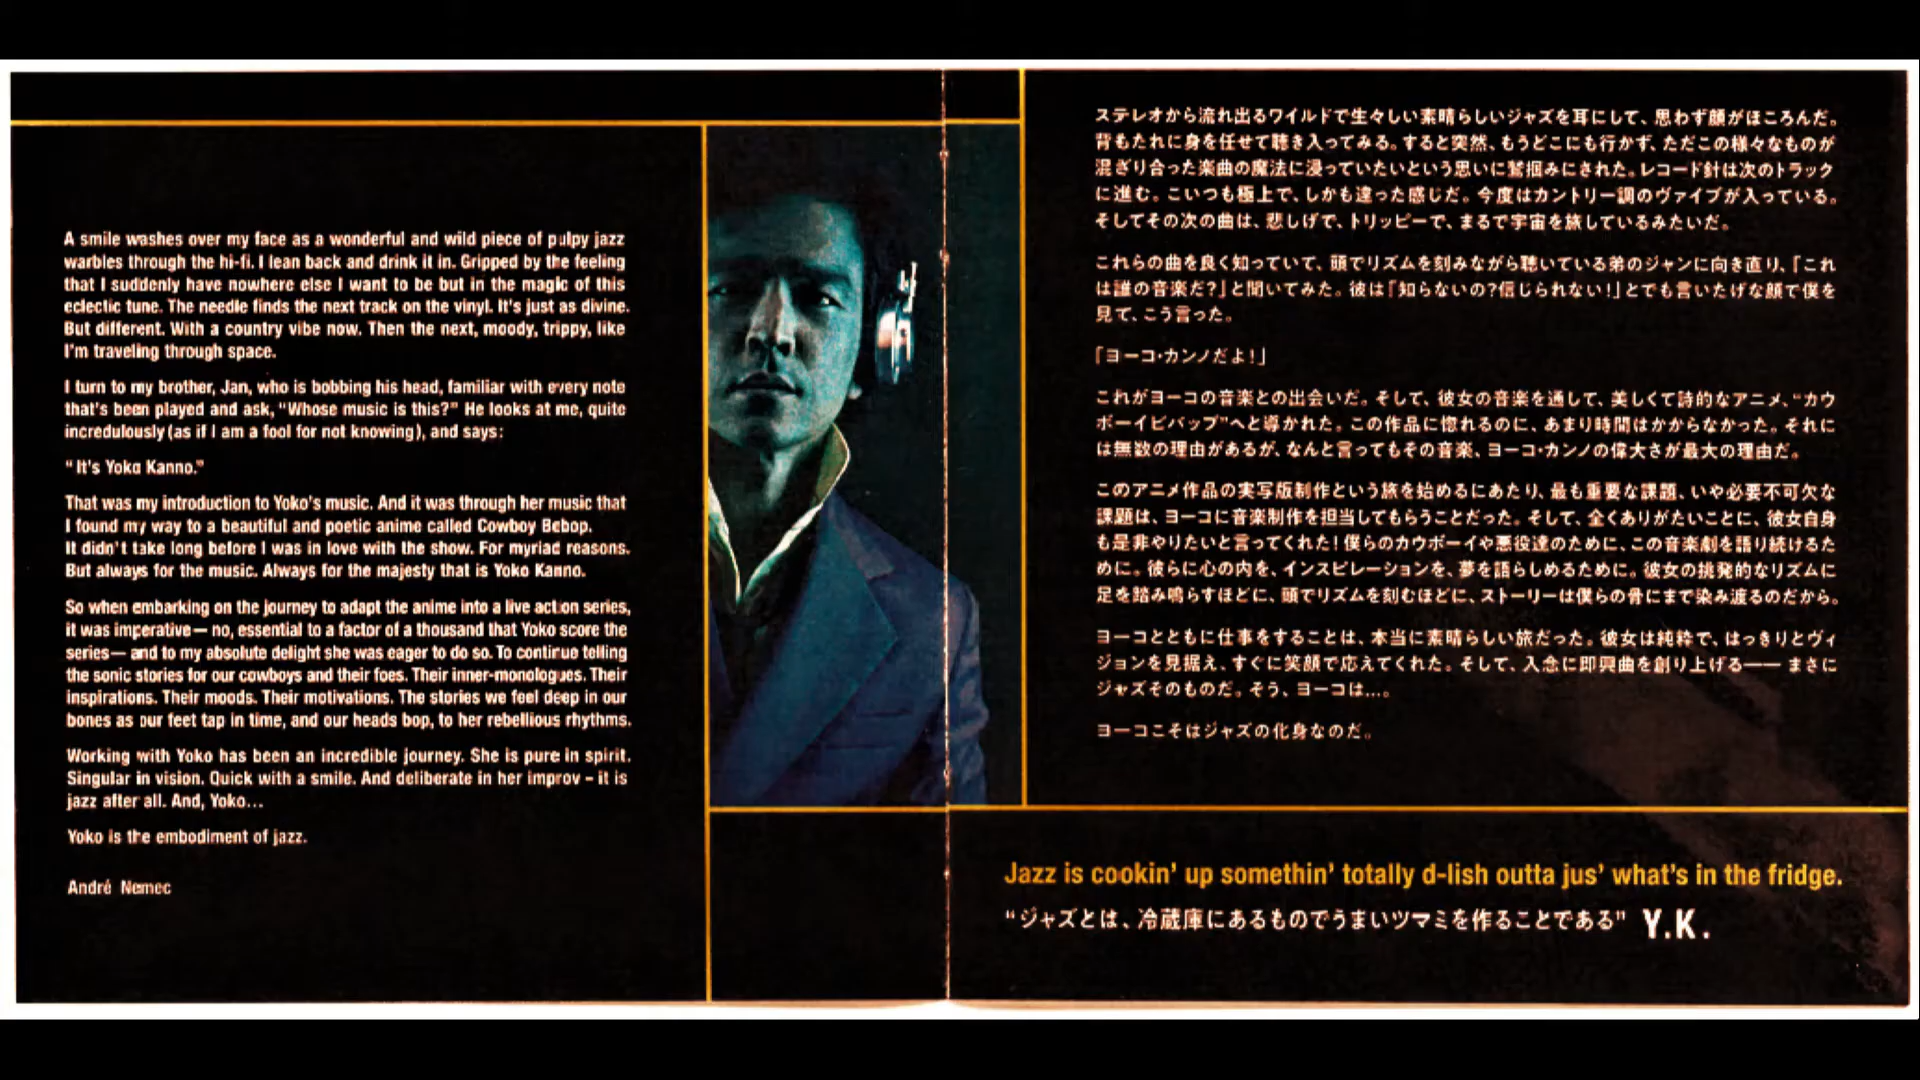 A smile washes over my face as a wonderful and wild piece of pulpy jazz
warbles through the hi-fi. I lean back and drink it in. Gripped by the feeling
that I suddenly have nowhere else I want to be but in the magic of this
eclectic tune. The needle finds the next track on the vinyl. It's just as divine.
But different. With a country vibe now. Then the next, moody, trippy, like
I'm traveling through space.
I turn to my brother, Jan, who is bobbing his head, familiar with every note
that's been played and ask, "Whose music is this?" He looks at me, quite
incredulously (as if I am a fool for not knowing), and says:
"It's Yoko Kanno."
That was my introduction to Yoko's music. And it was through her music that
I found my way to a beautiful and poetic anime called Cowboy Bebop.
It didn't take long before I was in love with the show. For myriad reasons.
But always for the music. Always for the majesty that is Yoko Kanno.
So when embarking on the journey to adapt the anime into a live action series,
it was imperative— no, essential to a factor of a thousand that Yoko score the
series— and to my absolute delight she was eager to do so. To continue telling
the sonic stories for our cowboys and their foes. Their inner-monologues. Their
inspirations. Their moods. Their motivations. The stories we feel deep in our
bones as our feet tap in time, and our heads bop, to her rebellious rhythms.
Working with Yoko has been an incredible journey. She is pure in spirit.
Singular in vision. Quick with a smile. And deliberate in her improv – it is
jazz after all. And, Yoko...
Yoko is the embodiment of jazz.
André Nemec
ステレオから流れ出るワイルドで生々しい素晴らしいジャズを耳にして、思わず顔がほころんだ。
背もたれに身を任せて聴き入ってみる。すると突然、もうどこにも行かず、ただこの様々なものが
混ざり合った楽曲の魔法に浸っていたいという思いに鷲掴みにされた。レコード針は次のトラック
に進む。こいつも極上で、しかも違った感じだ。今度はカントリー調のヴァイブが入っている。
そしてその次の曲は、悲しげで、トリッピーで、まるで宇宙を旅しているみたいだ。
これらの曲を良く知っていて、頭でリズムを刻みながら聴いている弟のジャンに向き直り、「これ
は誰の音楽だ?」と聞いてみた。彼は「知らないの?信じられない!」とでも言いたげな顔で僕を
見て、こう言った。
「ヨーコ・カンノだよ!」
これがヨーコの音楽との出会いだ。そして、彼女の音楽を通して、美しくて詩的なアニメ、“カウ
ボーイビバップ”へと導かれた。この作品に惚れるのに、あまり時間はかからなかった。それに
は無数の理由があるが、なんと言ってもその音楽、ヨーコ・カンノの偉大さが最大の理由だ。
このアニメ作品の実写版制作という旅を始めるにあたり、最も重要な課題、いや必要不可欠な
課題は、ヨーコに音楽制作を担当してもらうことだった。そして、全くありがたいことに、彼女自身
も是非やりたいと言ってくれた!僕らのカウボーイや悪役達のために、この音楽劇を語り続けるた
めに。彼らに心の内を、インスピレーションを、夢を語らしめるために。彼女の挑発的なリズムに
足を踏み鳴らすほどに、頭でリズムを刻むほどに、ストーリーは僕らの骨にまで染み渡るのだから。
ヨーコとともに仕事をすることは、本当に素晴らしい旅だった。彼女は純粋で、はっきりとヴィ
ジョンを見据え、すぐに笑顔で応えてくれた。そして、入念に即興曲を創り上げる―― まさに
ジャズそのものだ。そう、ヨーコは...。
ヨーコこそはジャズの化身なのだ。
Jazz is cookin' up somethin' totally d-lish outta jus' what's in the fridge.
“ジャズとは、冷蔵庫にあるものでうまいツマミを作ることである” Y.K.